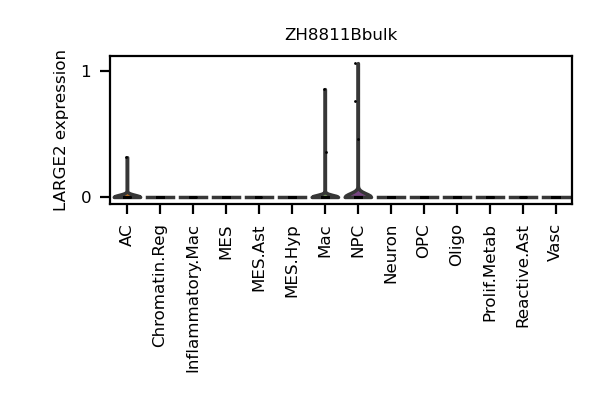 ZH8811Bbulk
LARGE2 expression
1
0
AC
Chromatin.Reg
Inflammatory.Mac
MES
MES.Ast
MES.Hyp
Mac
NPC
Neuron
OPC
Oligo
Prolif.Metab
Reactive.Ast
Vasc